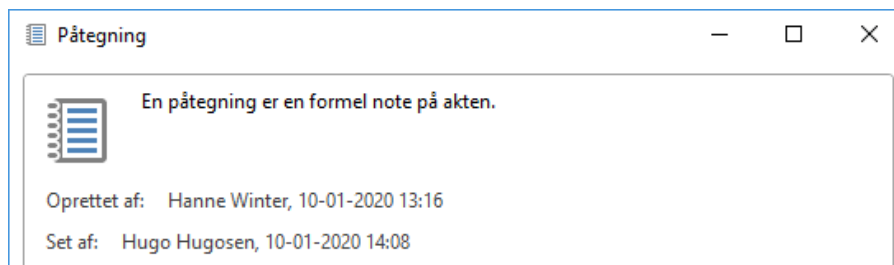 Påtegning
En påtegning er en formel note på akten.
Oprettet af: Hanne Winter, 10-01-2020 13:16
Set af: Hugo Hugosen, 10-01-2020 14:08